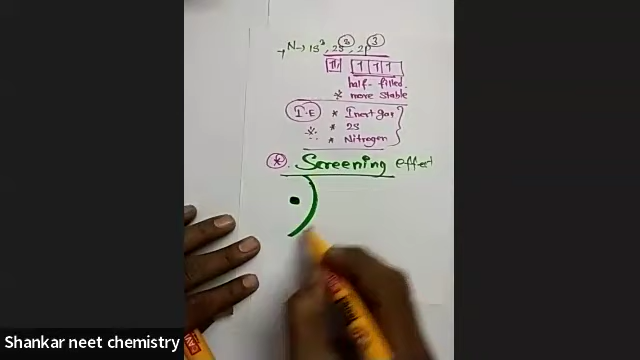 N → 1s², 2s², 2p³
half-filled.
* more stable
I.E * Inert gas
* 2s
* Nitrogen
*. Screening effect
Shankar neet chemistry